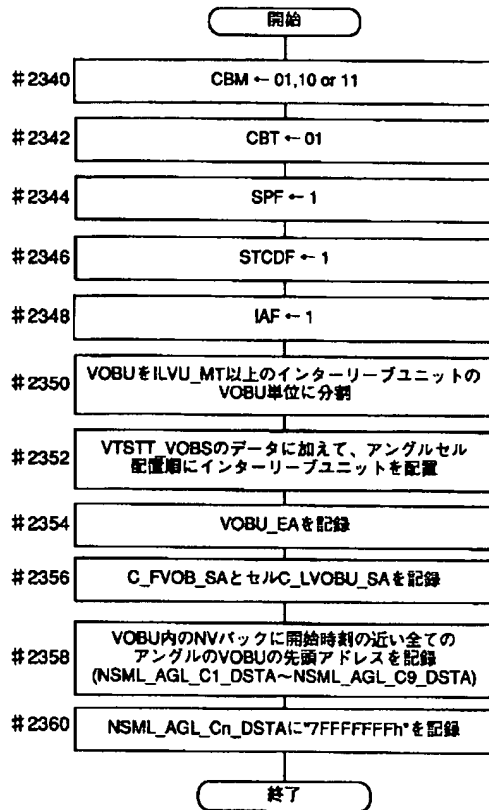 開始
#2340 CBM ← 01,10 or 11
#2342 CBT ← 01
#2344 SPF ← 1
#2346 STCDF ← 1
#2348 IAF ← 1
#2350 VOBUをILVU_MT以上のインターリーブユニットの
VOBU単位に分割
#2352 VTSTT_VOBSのデータに加えて、アングルセル
配置順にインターリーブユニットを配置
#2354 VOBU_EAを記録
#2356 C_FVOB_SAとセルC_LVOBU_SAを記録
#2358 VOBU内のNVパックに開始時刻の近い全ての
アングルのVOBUの先頭アドレスを記録
(NSML_AGL_C1_DSTA～NSML_AGL_C9_DSTA)
#2360 NSML_AGL_Cn_DSTAに"7FFFFFFFh"を記録
終了